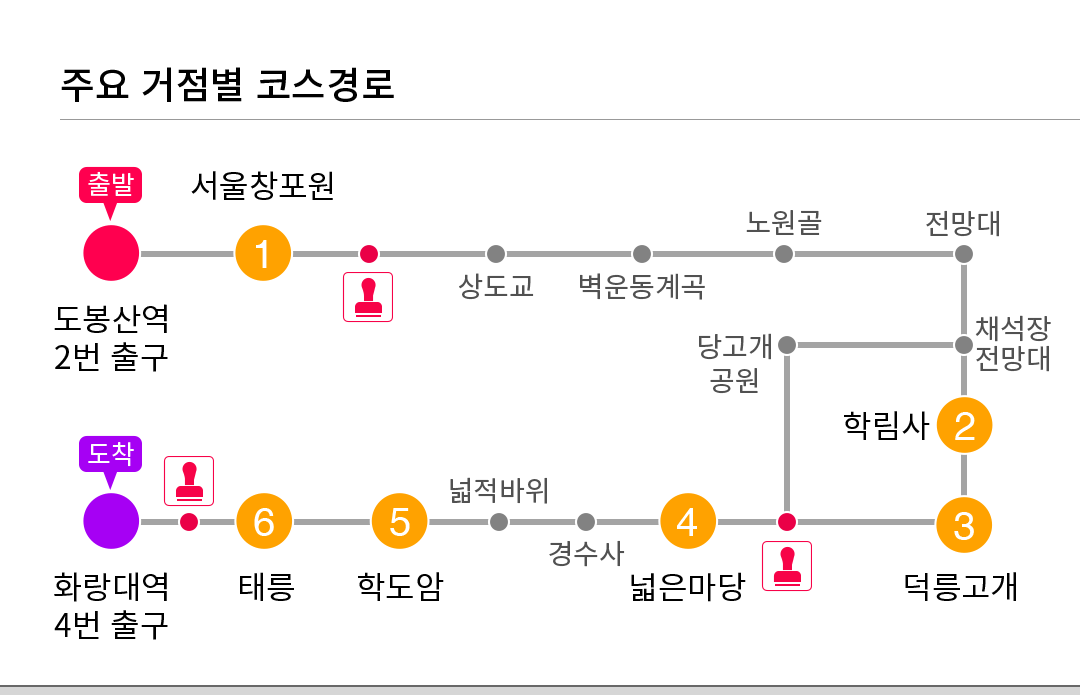 주요 거점별 코스경로
출발
서울창포원
1
도봉산역
2번 출구
상도교
벽운동계곡
노원골
전망대
채석장
전망대
당고개
공원
학림사
2
도착
6
5
넓적바위
경수사
4
3
화랑대역
4번 출구
태릉
학도암
넓은마당
덕릉고개